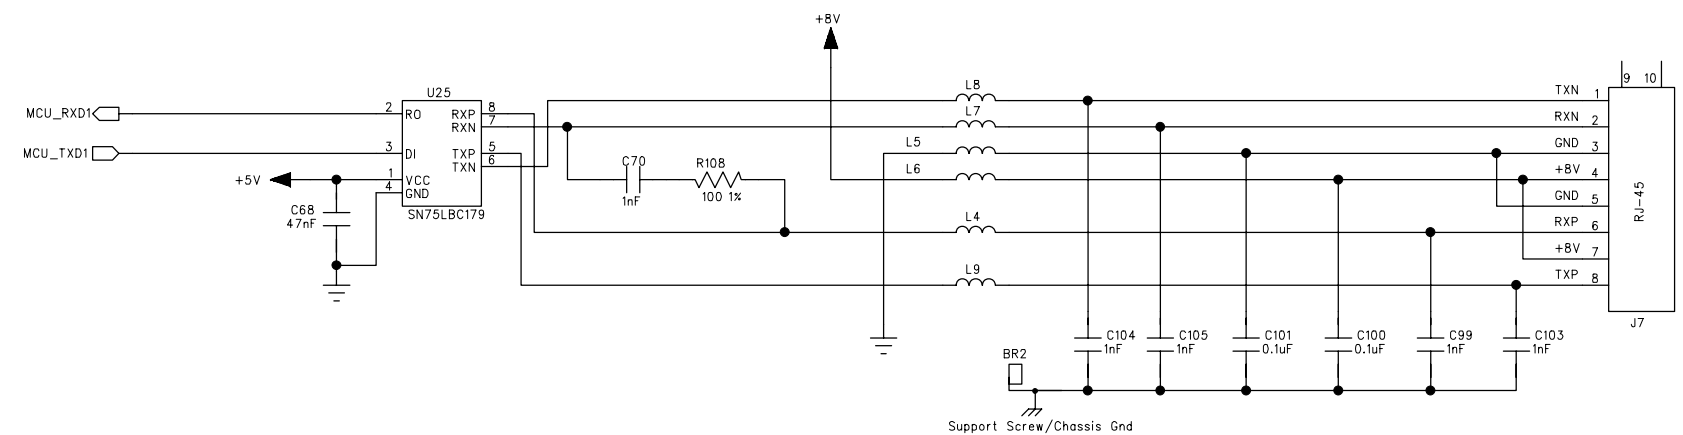 +8V
MCU_RXD1
MCU_TXD1
+5V
C68
47nF
U25
2
3
1
4
RO
DI
VCC
GND
RXP
RXN
TXP
TXN
8
7
5
6
SN75LBC179
C70
1nF
R108
100 1%
L8
L7
L5
L6
L4
L9
TXN 1
RXN 2
GND 3
+8V 4
GND 5
RXP 6
+8V 7
TXP 8
9 10
RJ-45
J7
C104
1nF
C105
1nF
C101
0.1uF
C100
0.1uF
C99
1nF
C103
1nF
BR2
Support Screw/Chassis Gnd